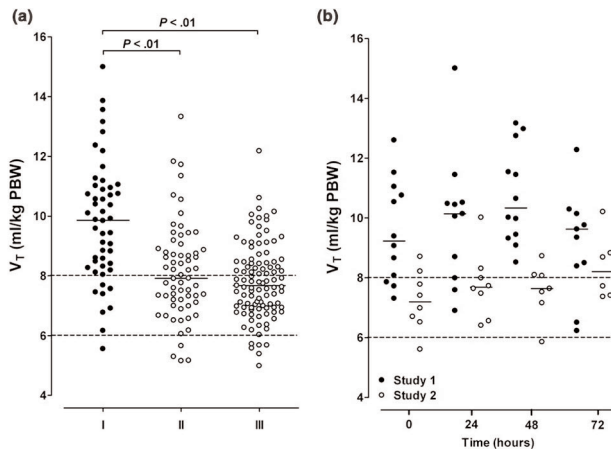 (a)
P < .01
P < .01
16
14
12
10
8
6
4
V_T (ml/kg PBW)
I II III
(b)
16
14
12
10
8
6
4
V_T (ml/kg PBW)
Study 1
Study 2
0 24 48 72
Time (hours)